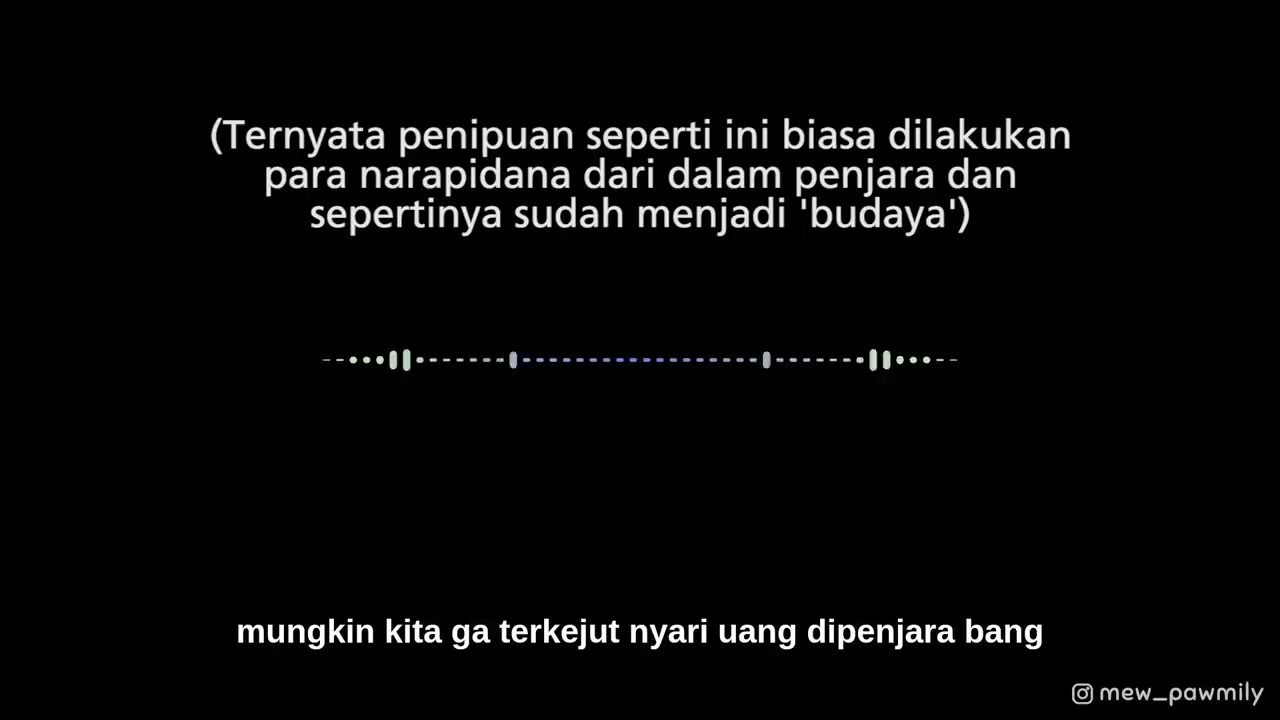 (Ternyata penipuan seperti ini biasa dilakukan
para narapidana dari dalam penjara dan
sepertinya sudah menjadi 'budaya')
mungkin kita ga terkejut nyari uang dipenjara bang
mew_pawmily